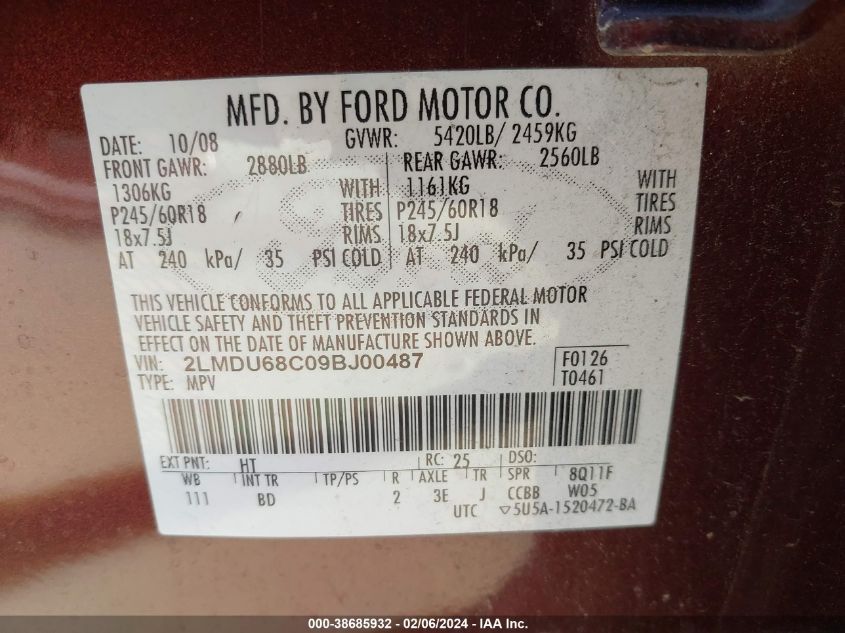 MFD. BY FORD MOTOR CO.
DATE: 10/08 GVWR: 5420LB/ 2459KG
FRONT GAWR: 2880LB REAR GAWR: 2560LB
1306KG WITH 1161KG WITH
P245/60R18 TIRES P245/60R18 TIRES
18x7.5J RIMS 18x7.5J RIMS
AT 240 kPa/ 35 PSI COLD AT 240 kPa/ 35 PSI COLD
THIS VEHICLE CONFORMS TO ALL APPLICABLE FEDERAL MOTOR
VEHICLE SAFETY AND THEFT PREVENTION STANDARDS IN
EFFECT ON THE DATE OF MANUFACTURE SHOWN ABOVE.
VIN: 2LMDU68C09BJ00487 F0126
TYPE: MPV T0461
EXT PNT: HT RC: 25 DSO:
WB INT TR TP/PS R AXLE TR SPR 8Q11F
111 BD 2 3E J CCBB W05
UTC ▽5U5A-1520472-BA
000-38685932 - 02/06/2024 - IAA Inc.